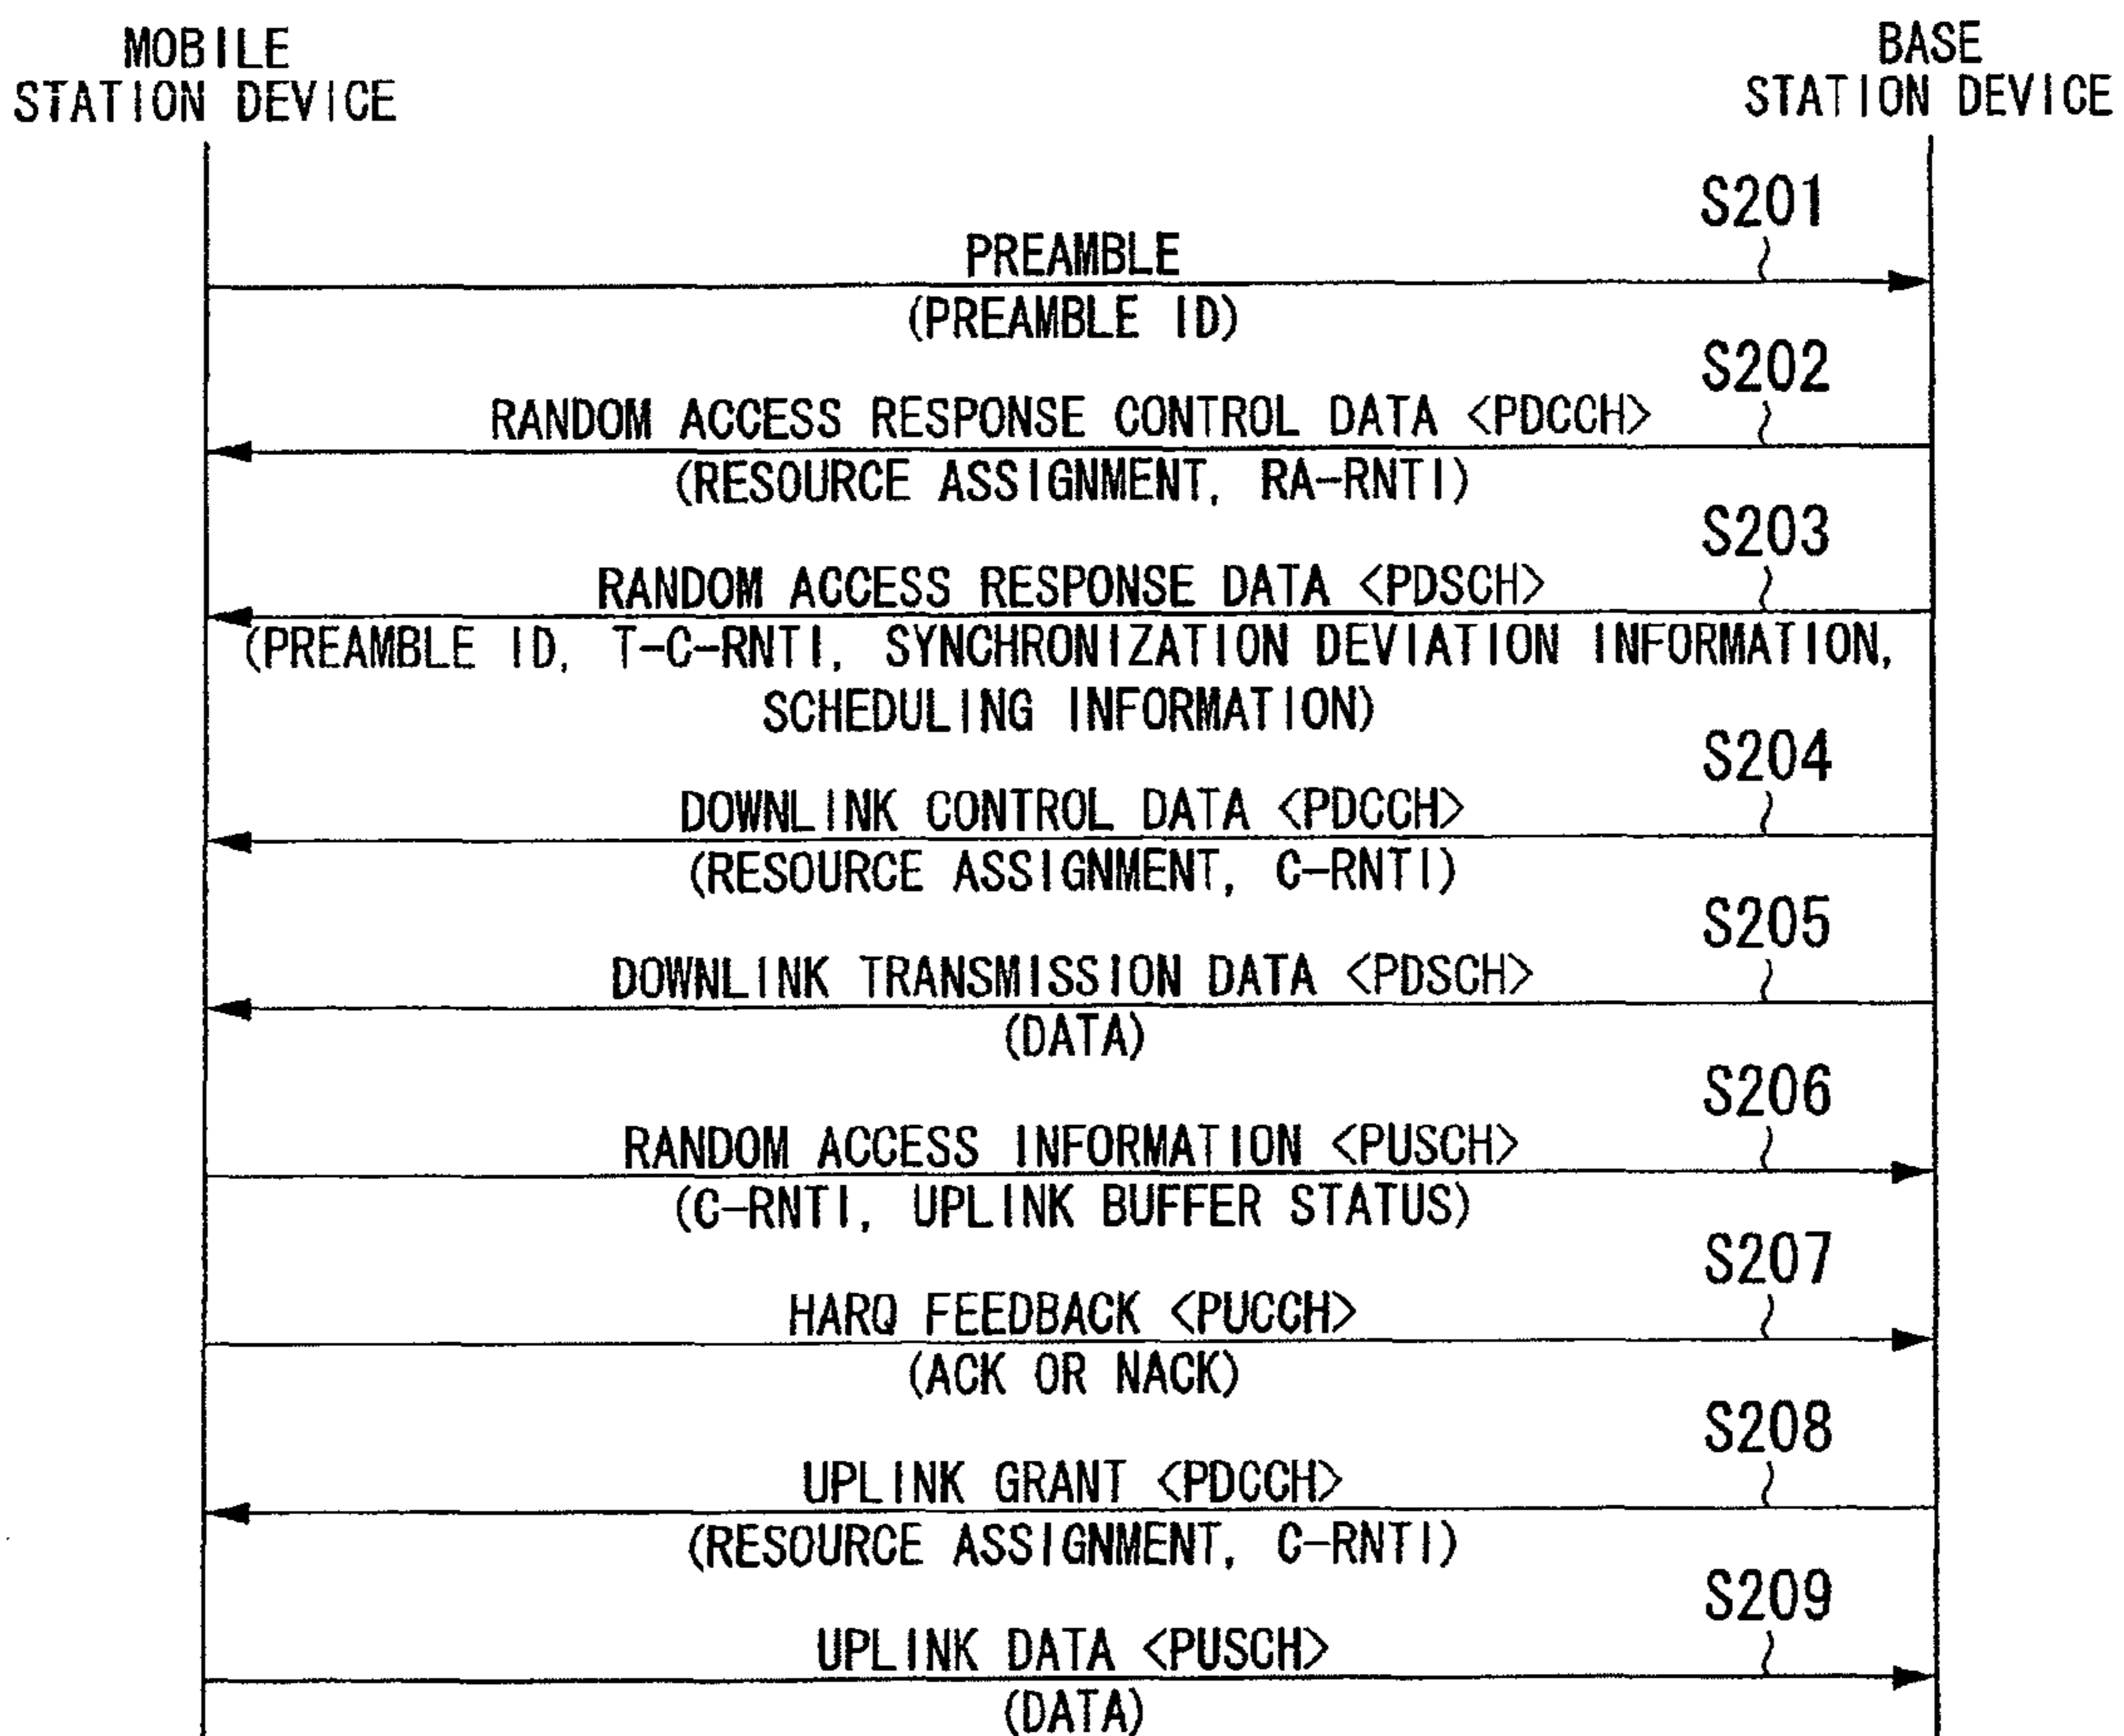 MOBILE
STATION DEVICE
BASE
STATION DEVICE
S201
PREAMBLE
(PREAMBLE ID)
S202
RANDOM ACCESS RESPONSE CONTROL DATA <PDCCH>
(RESOURCE ASSIGNMENT, RA-RNTI)
S203
RANDOM ACCESS RESPONSE DATA <PDSCH>
(PREAMBLE ID, T-C-RNTI, SYNCHRONIZATION DEVIATION INFORMATION,
SCHEDULING INFORMATION)
S204
DOWNLINK CONTROL DATA <PDCCH>
(RESOURCE ASSIGNMENT, C-RNTI)
S205
DOWNLINK TRANSMISSION DATA <PDSCH>
(DATA)
S206
RANDOM ACCESS INFORMATION <PUSCH>
(C-RNTI, UPLINK BUFFER STATUS)
S207
HARQ FEEDBACK <PUCCH>
(ACK OR NACK)
S208
UPLINK GRANT <PDCCH>
(RESOURCE ASSIGNMENT, C-RNTI)
S209
UPLINK DATA <PUSCH>
(DATA)